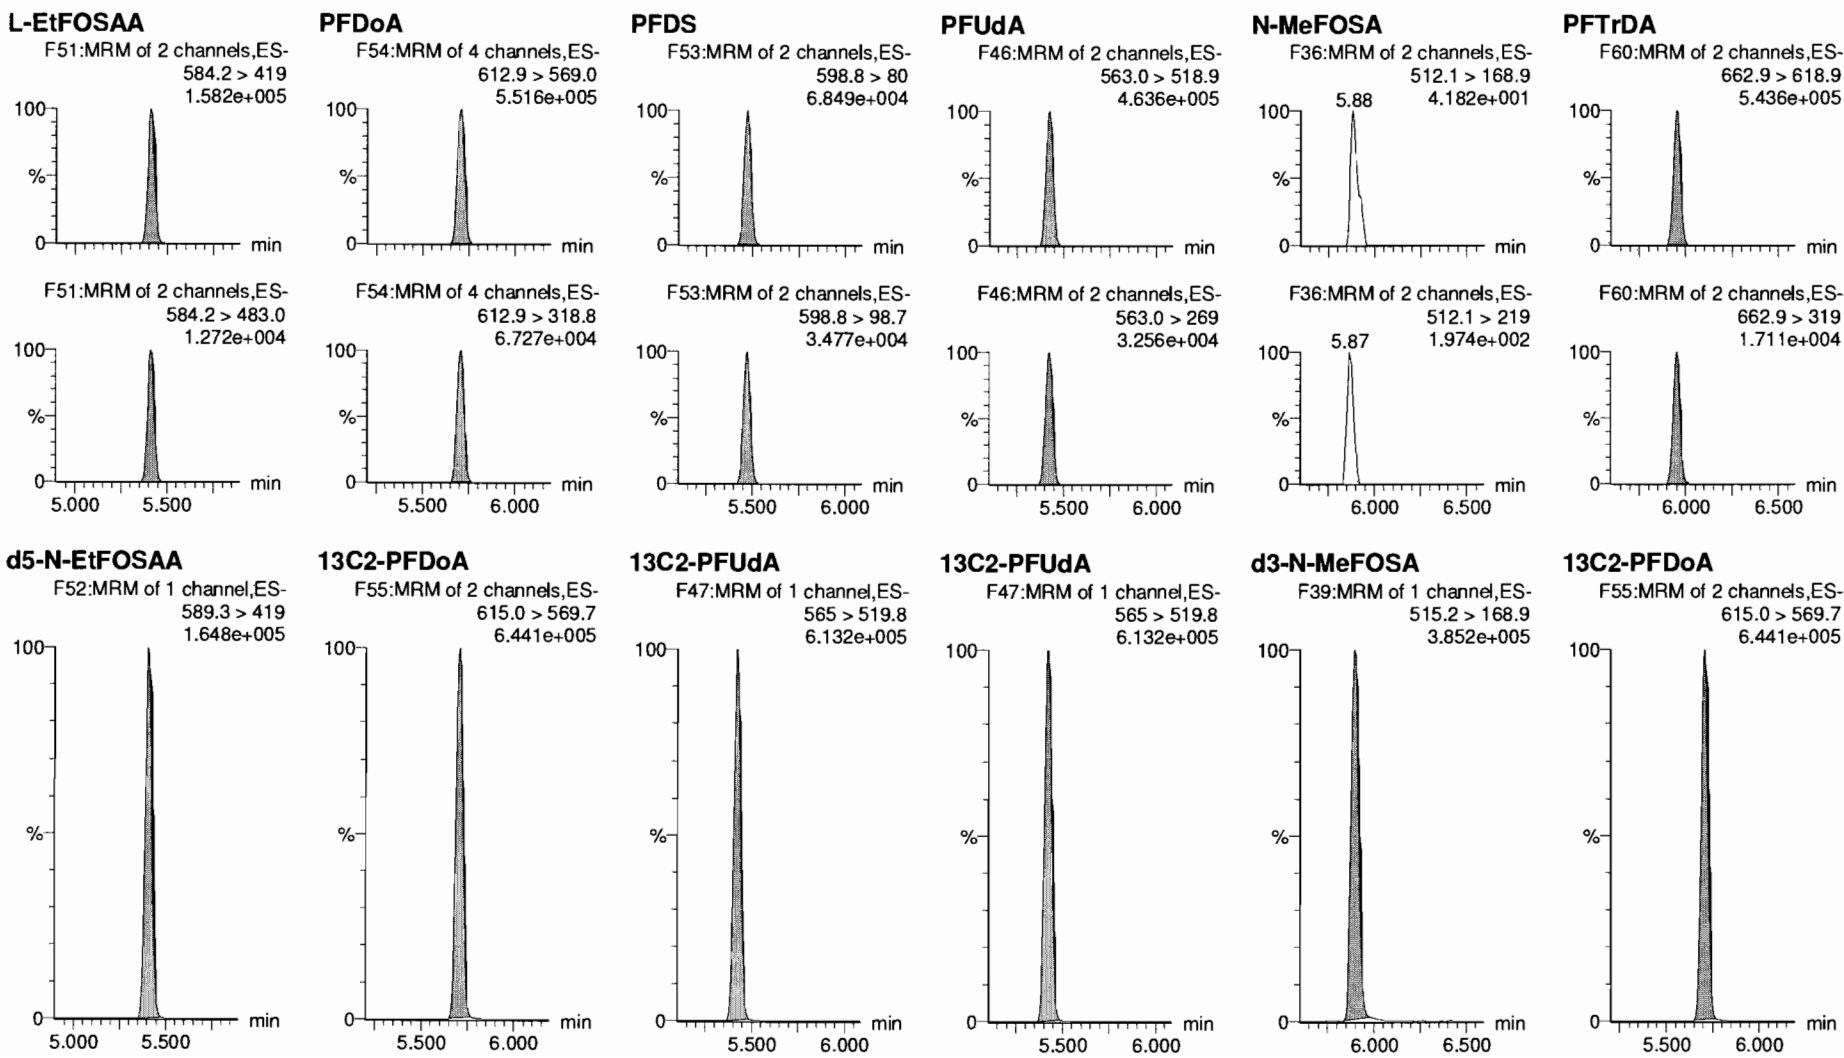 L-EtFOSAA
F51:MRM of 2 channels,ES-
584.2 > 419
1.582e+005
100
%
0
min
F51:MRM of 2 channels,ES-
584.2 > 483.0
1.272e+004
100
%
0
min
5.000 5.500
PFDoA
F54:MRM of 4 channels,ES-
612.9 > 569.0
5.516e+005
100
%
0
min
F54:MRM of 4 channels,ES-
612.9 > 318.8
6.727e+004
100
%
0
min
5.500 6.000
PFDS
F53:MRM of 2 channels,ES-
598.8 > 80
6.849e+004
100
%
0
min
F53:MRM of 2 channels,ES-
598.8 > 98.7
3.477e+004
100
%
0
min
5.500 6.000
PFUdA
F46:MRM of 2 channels,ES-
563.0 > 518.9
4.636e+005
100
%
0
min
F46:MRM of 2 channels,ES-
563.0 > 269
3.256e+004
100
%
0
min
5.500 6.000
N-MeFOSA
F36:MRM of 2 channels,ES-
512.1 > 168.9
5.88 4.182e+001
100
%
0
min
F36:MRM of 2 channels,ES-
512.1 > 219
5.87 1.974e+002
100
%
0
min
6.000 6.500
PFTrDA
F60:MRM of 2 channels,ES-
662.9 > 618.9
5.436e+005
100
%
0
min
F60:MRM of 2 channels,ES-
662.9 > 319
1.711e+004
100
%
0
min
6.000 6.500
d5-N-EtFOSAA
F52:MRM of 1 channel,ES-
589.3 > 419
1.648e+005
100
%
0
min
5.000 5.500
13C2-PFDoA
F55:MRM of 2 channels,ES-
615.0 > 569.7
6.441e+005
100
%
0
min
5.500 6.000
13C2-PFUdA
F47:MRM of 1 channel,ES-
565 > 519.8
6.132e+005
100
%
0
min
5.500 6.000
13C2-PFUdA
F47:MRM of 1 channel,ES-
565 > 519.8
6.132e+005
100
%
0
min
5.500 6.000
d3-N-MeFOSA
F39:MRM of 1 channel,ES-
515.2 > 168.9
3.852e+005
100
%
0
min
6.000 6.500
13C2-PFDoA
F55:MRM of 2 channels,ES-
615.0 > 569.7
6.441e+005
100
%
0
min
5.500 6.000